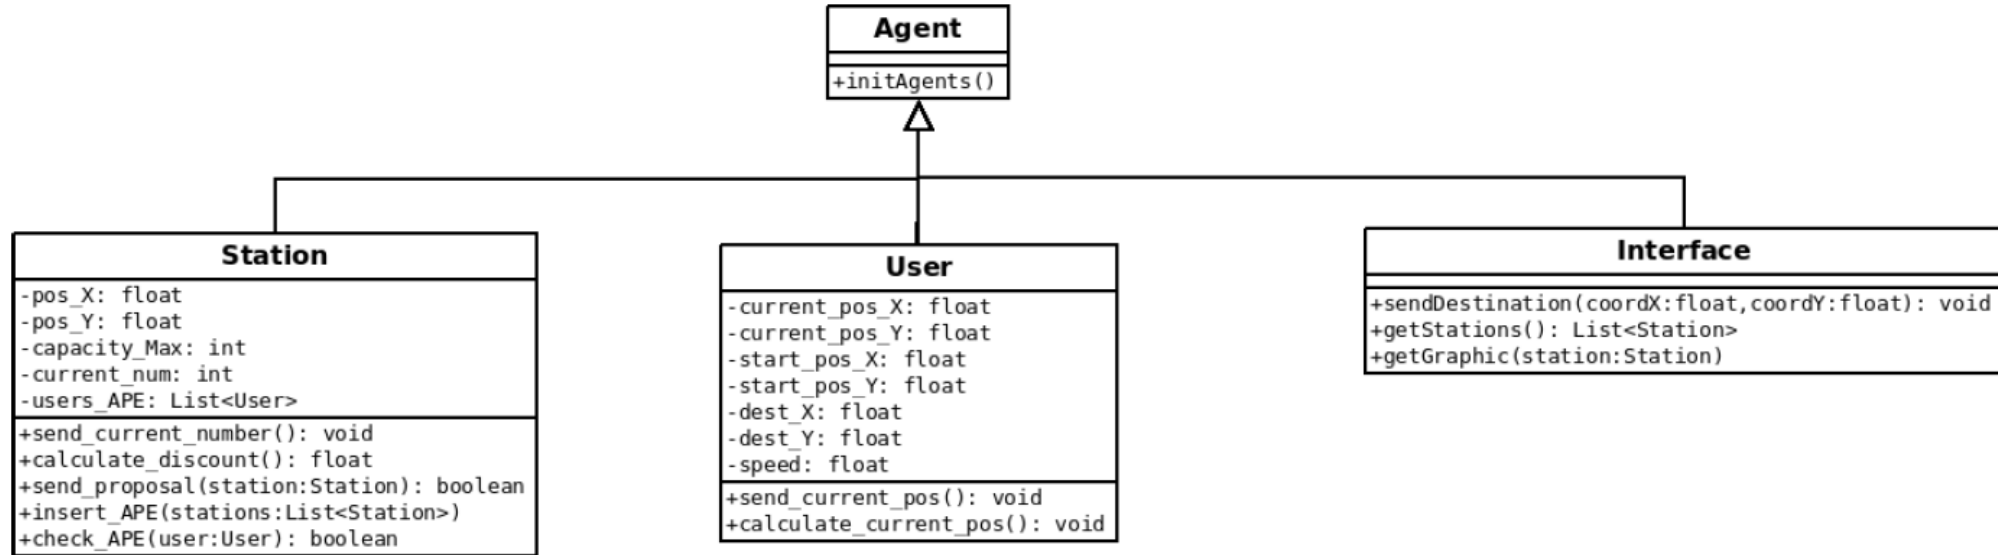 Agent
+initAgents()
Station
-pos_X: float
-pos_Y: float
-capacity_Max: int
-current_num: int
-users_APE: List<User>
+send_current_number(): void
+calculate_discount(): float
+send_proposal(station:Station): boolean
+insert_APE(stations:List<Station>)
+check_APE(user:User): boolean
User
-current_pos_X: float
-current_pos_Y: float
-start_pos_X: float
-start_pos_Y: float
-dest_X: float
-dest_Y: float
-speed: float
+send_current_pos(): void
+calculate_current_pos(): void
Interface
+sendDestination(coordX:float,coordY:float): void
+getStations(): List<Station>
+getGraphic(station:Station)